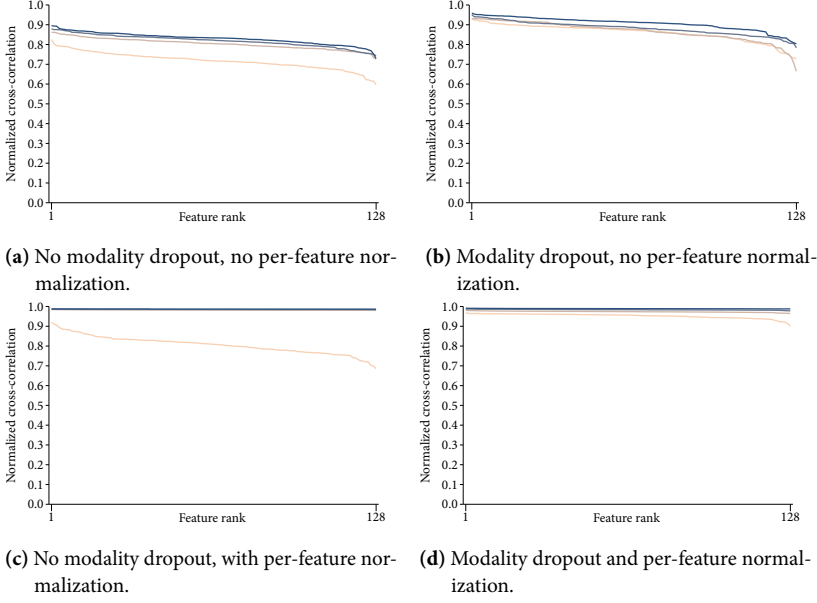 1.0
0.9
0.8
0.7
0.6
0.5
0.4
0.3
0.2
0.1
0.0
Normalized cross-correlation
1 Feature rank 128
(a) No modality dropout, no per-feature nor-
malization.
1.0
0.9
0.8
0.7
0.6
0.5
0.4
0.3
0.2
0.1
0.0
Normalized cross-correlation
1 Feature rank 128
(b) Modality dropout, no per-feature normal-
ization.
1.0
0.9
0.8
0.7
0.6
0.5
0.4
0.3
0.2
0.1
0.0
Normalized cross-correlation
1 Feature rank 128
(c) No modality dropout, with per-feature nor-
malization.
1.0
0.9
0.8
0.7
0.6
0.5
0.4
0.3
0.2
0.1
0.0
Normalized cross-correlation
1 Feature rank 128
(d) Modality dropout and per-feature normal-
ization.